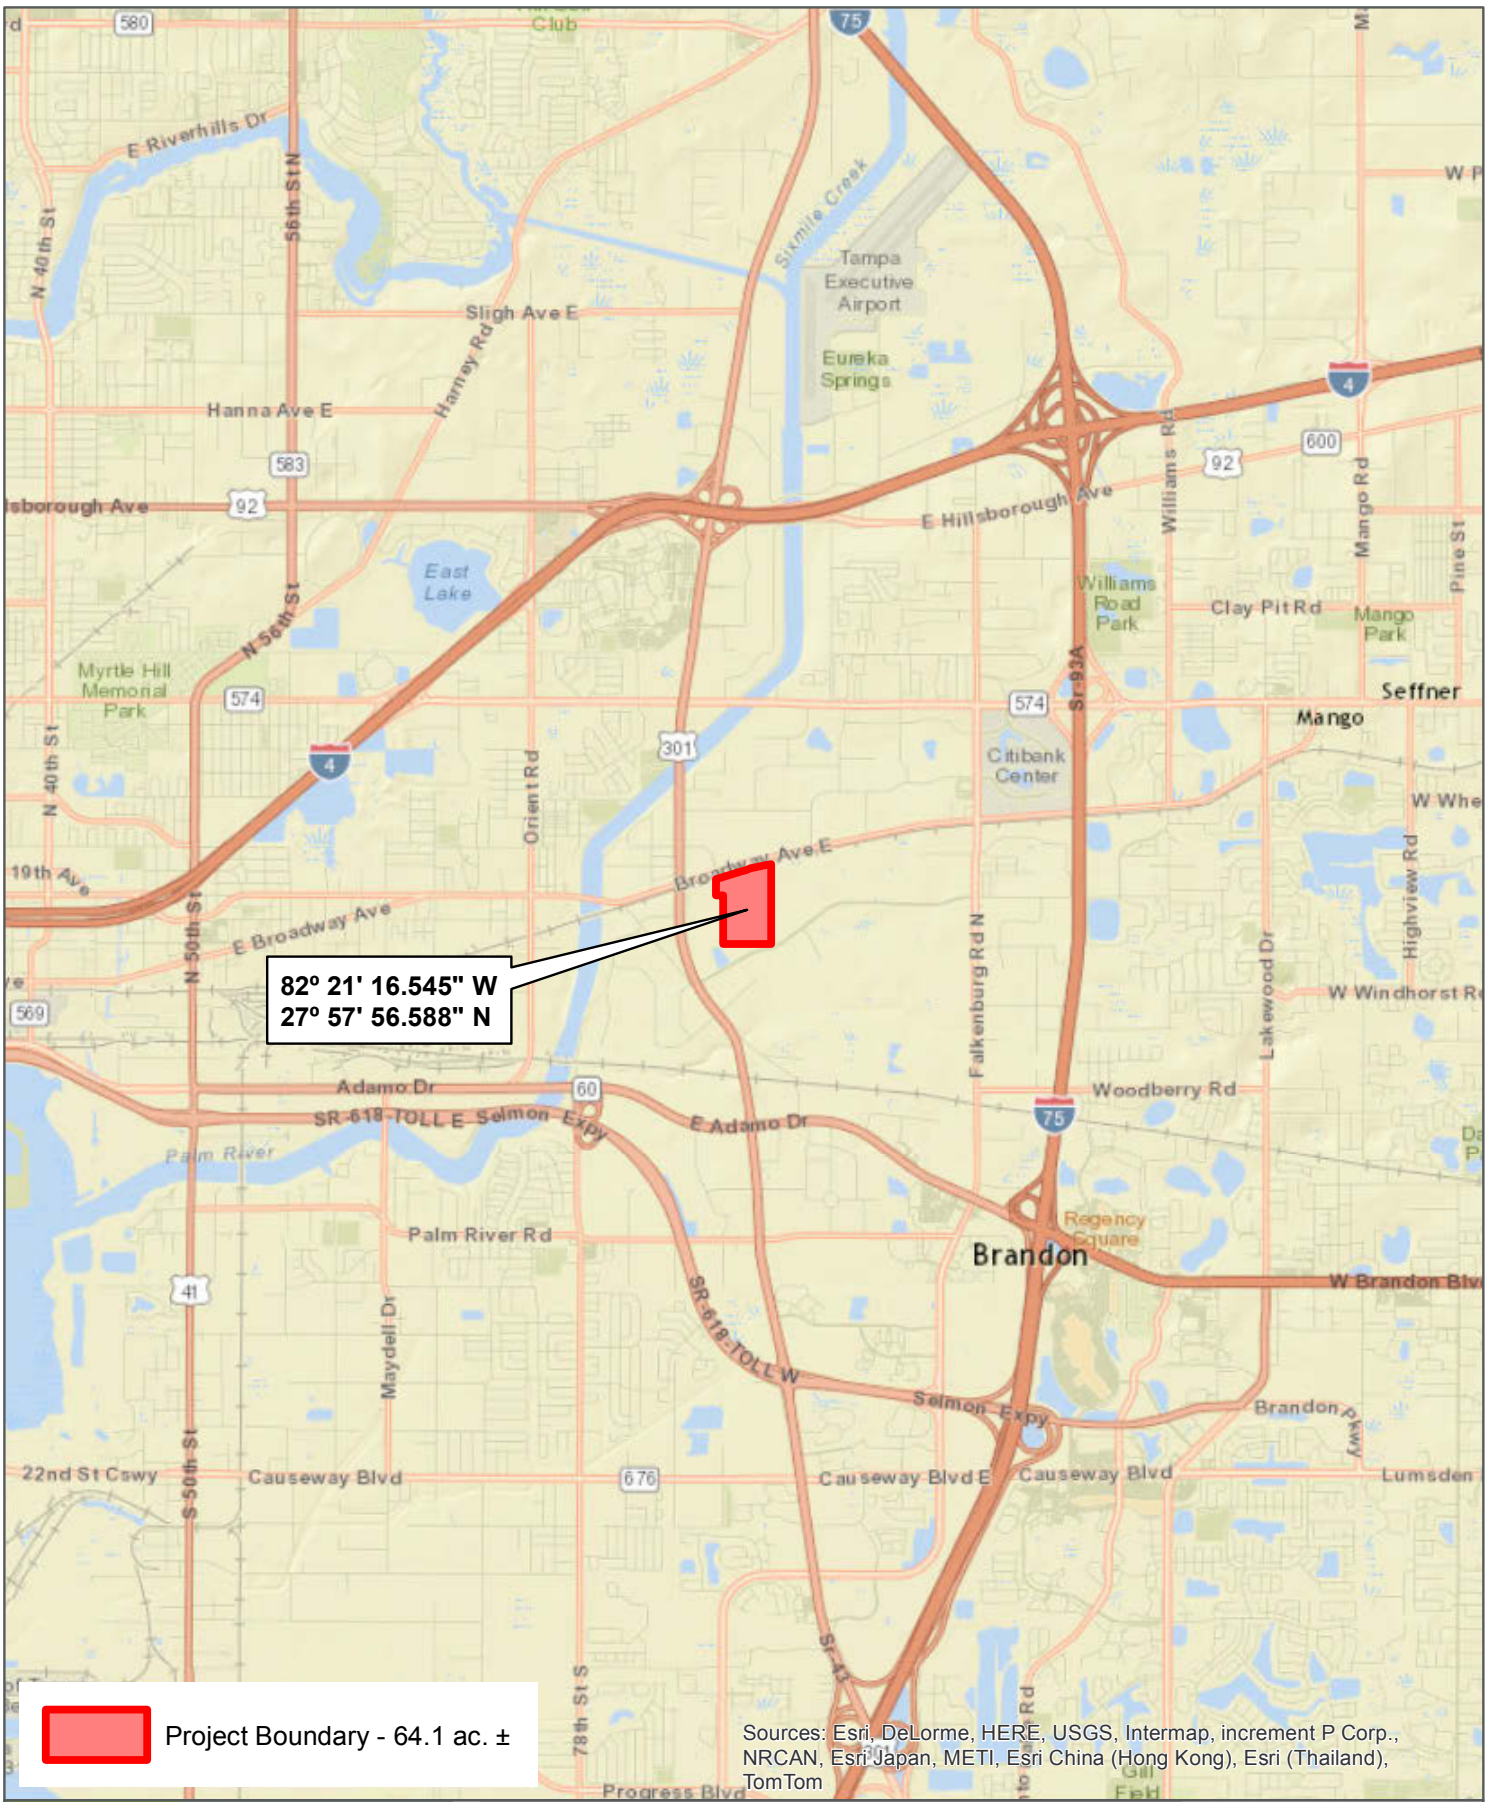 580
Club
75
E Riverhills Dr
56th St N
N 40th St
Sixmile Creek
W P
Tampa
Executive
Airport
Sligh Ave E
Harney Rd
Eureka
Springs
4
Hanna Ave E
583
92
lsborough Ave
600
92
Williams Rd
Mango Rd
E Hillsborough Ave
Pine St
East
Lake
N 56th St
Williams
Road
Park
Clay Pit Rd
Mango
Park
Myrtle Hill
Memorial
Park
574
Sr-93A
574
Seffner
Mango
301
4
N 40th St
Orient Rd
Citibank
Center
W Whe
19th Ave
Broadway Ave E
Highview Rd
E Broadway Ave
N 50th St
Falkenburg Rd N
Lakewood Dr
82º 21' 16.545" W
27º 57' 56.588" N
W Windhorst R
569
Adamo Dr
60
Woodberry Rd
SR-618-TOLL E Selmon Expy
E Adamo Dr
75
Palm River
Da
P
Palm River Rd
Regency
Square
Brandon
W Brandon Blv
41
Maydell Dr
SR-618-TOLL W
Selmon Expy
Brandon Pkwy
S 50th St
22nd St Cswy
Causeway Blvd
676
Causeway Blvd E
Causeway Blvd
Lumsden
Sr 43
78th St S
Project Boundary - 64.1 ac. ±
301
Sources: Esri, DeLorme, HERE, USGS, Intermap, increment P Corp.,
NRCAN, Esri Japan, METI, Esri China (Hong Kong), Esri (Thailand),
TomTom
Progress Blvd
Gill
Field